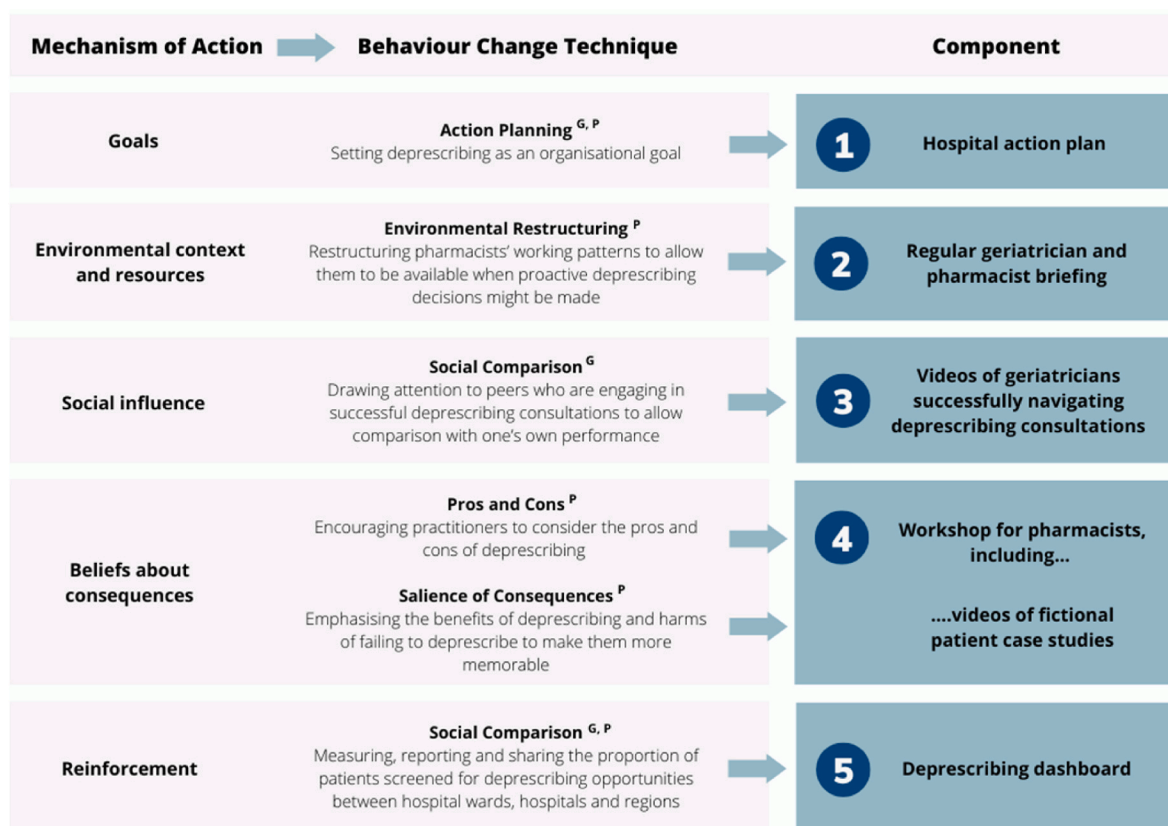 Mechanism of Action
Behaviour Change Technique
Component
Goals
Action Planning G, P
Setting deprescribing as an organisational goal
1
Hospital action plan
Environmental context
and resources
Environmental Restructuring P
Restructuring pharmacists’ working patterns to allow
them to be available when proactive deprescribing
decisions might be made
2
Regular geriatrician and
pharmacist briefing
Social influence
Social Comparison G
Drawing attention to peers who are engaging in
successful deprescribing consultations to allow
comparison with one’s own performance
3
Videos of geriatricians
successfully navigating
deprescribing consultations
Beliefs about
consequences
Pros and Cons P
Encouraging practitioners to consider the pros and
cons of deprescribing
Salience of Consequences P
Emphasising the benefits of deprescribing and harms
of failing to deprescribe to make them more
memorable
4
Workshop for pharmacists,
including...
....videos of fictional
patient case studies
Reinforcement
Social Comparison G, P
Measuring, reporting and sharing the proportion of
patients screened for deprescribing opportunities
between hospital wards, hospitals and regions
5
Deprescribing dashboard